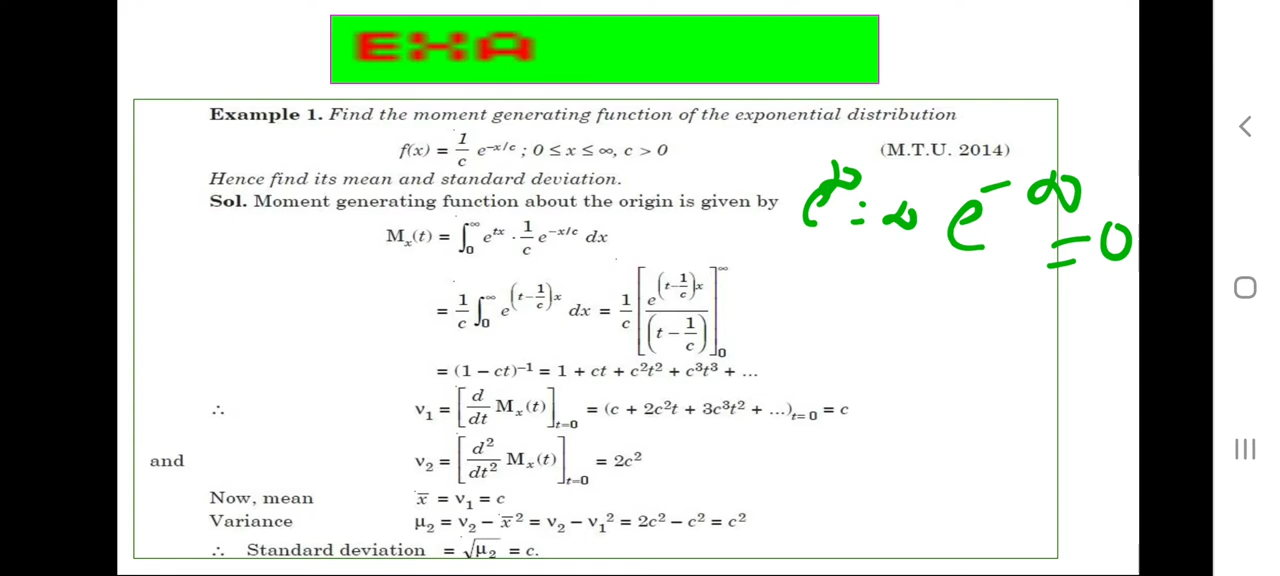 EXA
Example 1. Find the moment generating function of the exponential distribution
f(x) = 1/c e^(–x/c) ; 0 ≤ x ≤ ∞, c > 0 (M.T.U. 2014)
Hence find its mean and standard deviation.
Sol. Moment generating function about the origin is given by
e^∞ = ∞ e^–∞ = 0
M_x(t) = ∫_0^∞ e^(tx) · 1/c e^(–x/c) dx
= 1/c ∫_0^∞ e^((t – 1/c)x) dx = 1/c [ e^((t – 1/c)x) / (t – 1/c) ]_0^∞
= (1 – ct)^–1 = 1 + ct + c²t² + c³t³ + ...
∴ ν₁ = [ d/dt M_x(t) ]_(t=0) = (c + 2c²t + 3c³t² + ...)_(t=0) = c
and ν₂ = [ d²/dt² M_x(t) ]_(t=0) = 2c²
Now, mean x̄ = ν₁ = c
Variance μ₂ = ν₂ – x̄² = ν₂ – ν₁² = 2c² – c² = c²
∴ Standard deviation = √μ₂ = c.